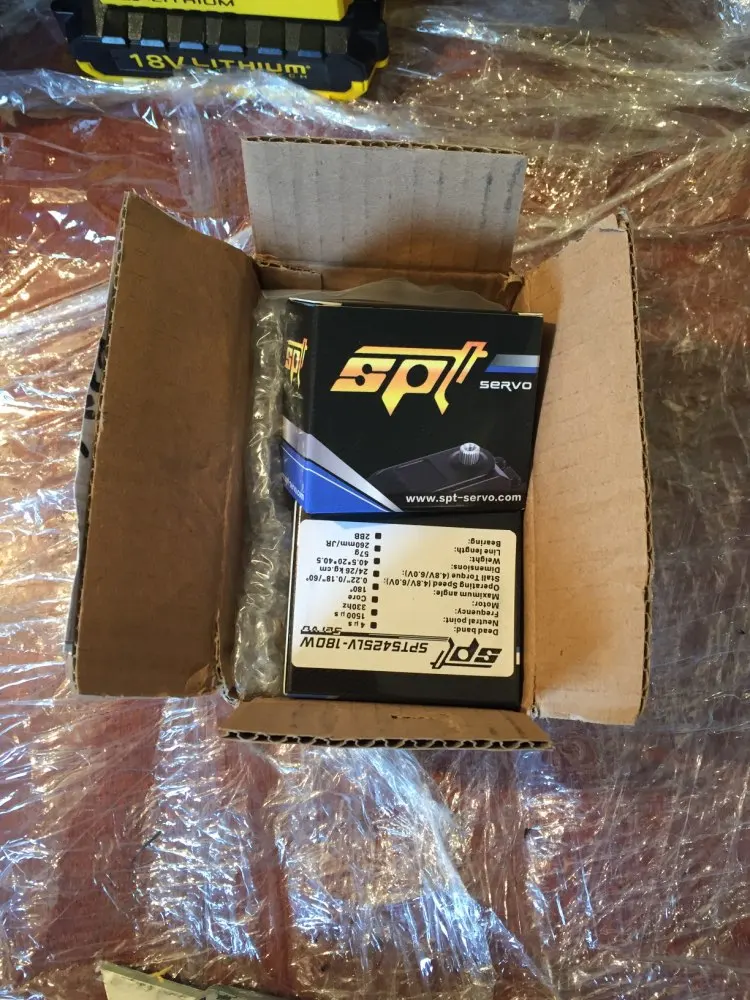 LITHIUM
18V LITHIUM
spt
spt
SERVO
www.spt-servo.com
spt SPT5425LV-180W
SERVO
Dead band: ■ 4μs
Neutral point: ■ 1500μs
Frequency: ■ 330hz
Motor: ■ Core
Maximum angle: ■ 180°
Operating Speed (4.8V/6.0V): ■ 0.22"/0.18"/60°
Stall Torque (4.8V/6.0V): ■ 24/26 kg.cm
Dimensions: ■ 40.5*20*40.5
Weight: ■ 57g
Line length: ■ 260mm/JR
Bearing: ■ 2BB